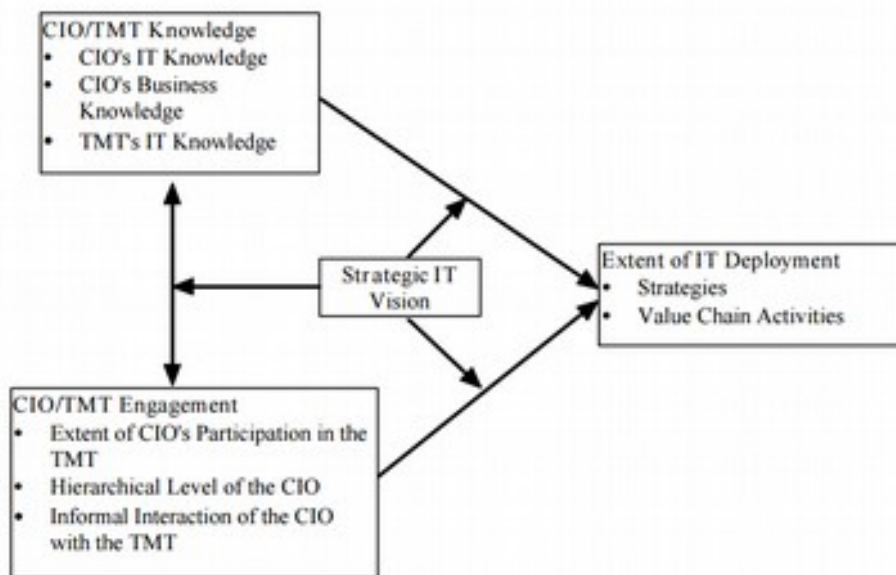 CIO/TMT Knowledge
• CIO's IT Knowledge
• CIO's Business
Knowledge
• TMT's IT Knowledge
Strategic IT
Vision
Extent of IT Deployment
• Strategies
• Value Chain Activities
CIO/TMT Engagement
• Extent of CIO's Participation in the
TMT
• Hierarchical Level of the CIO
• Informal Interaction of the CIO
with the TMT